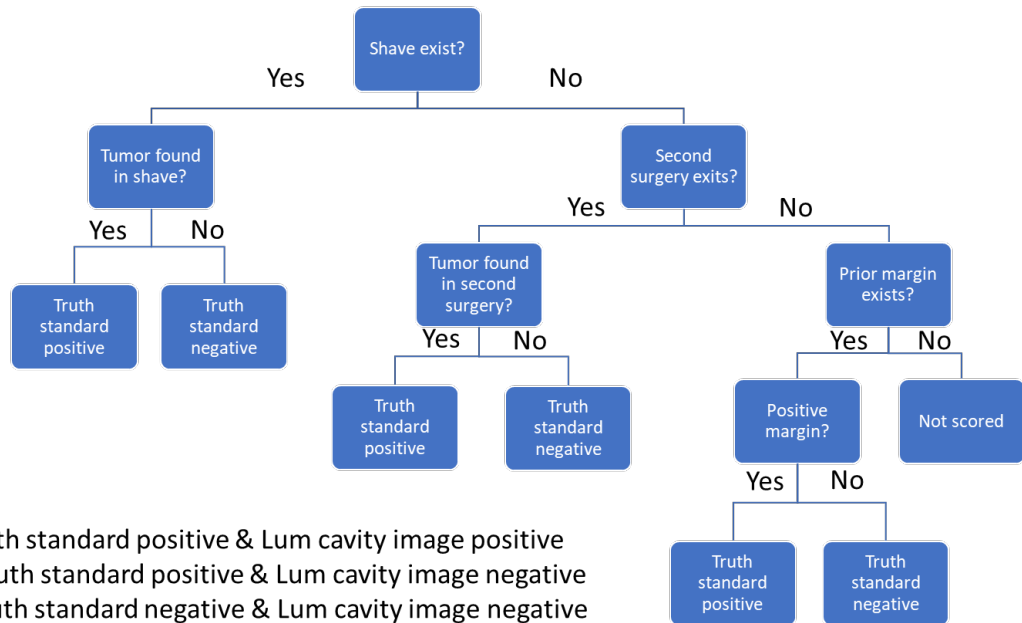 Shave exist?
Yes
No
Tumor found
in shave?
Second
surgery exits?
Yes
No
Yes
No
Truth
standard
positive
Truth
standard
negative
Tumor found
in second
surgery?
Prior margin
exists?
Yes
No
Yes
No
Truth
standard
positive
Truth
standard
negative
Positive
margin?
Not scored
Yes
No
Truth
standard
positive
Truth
standard
negative
th standard positive & Lum cavity image positive
uth standard positive & Lum cavity image negative
uth standard negative & Lum cavity image negative